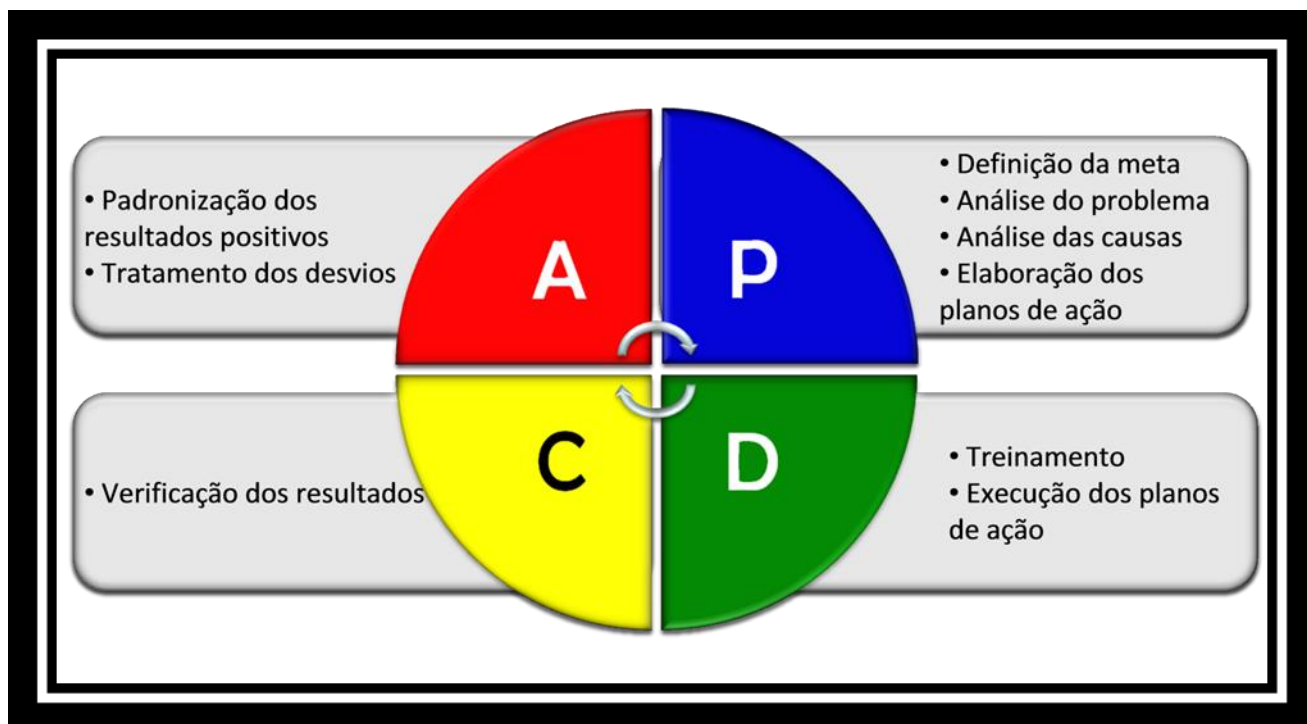 • Padronização dos
resultados positivos
• Tratamento dos desvios
A
P
• Definição da meta
• Análise do problema
• Análise das causas
• Elaboração dos
planos de ação
• Verificação dos resultados
C
D
• Treinamento
• Execução dos planos
de ação